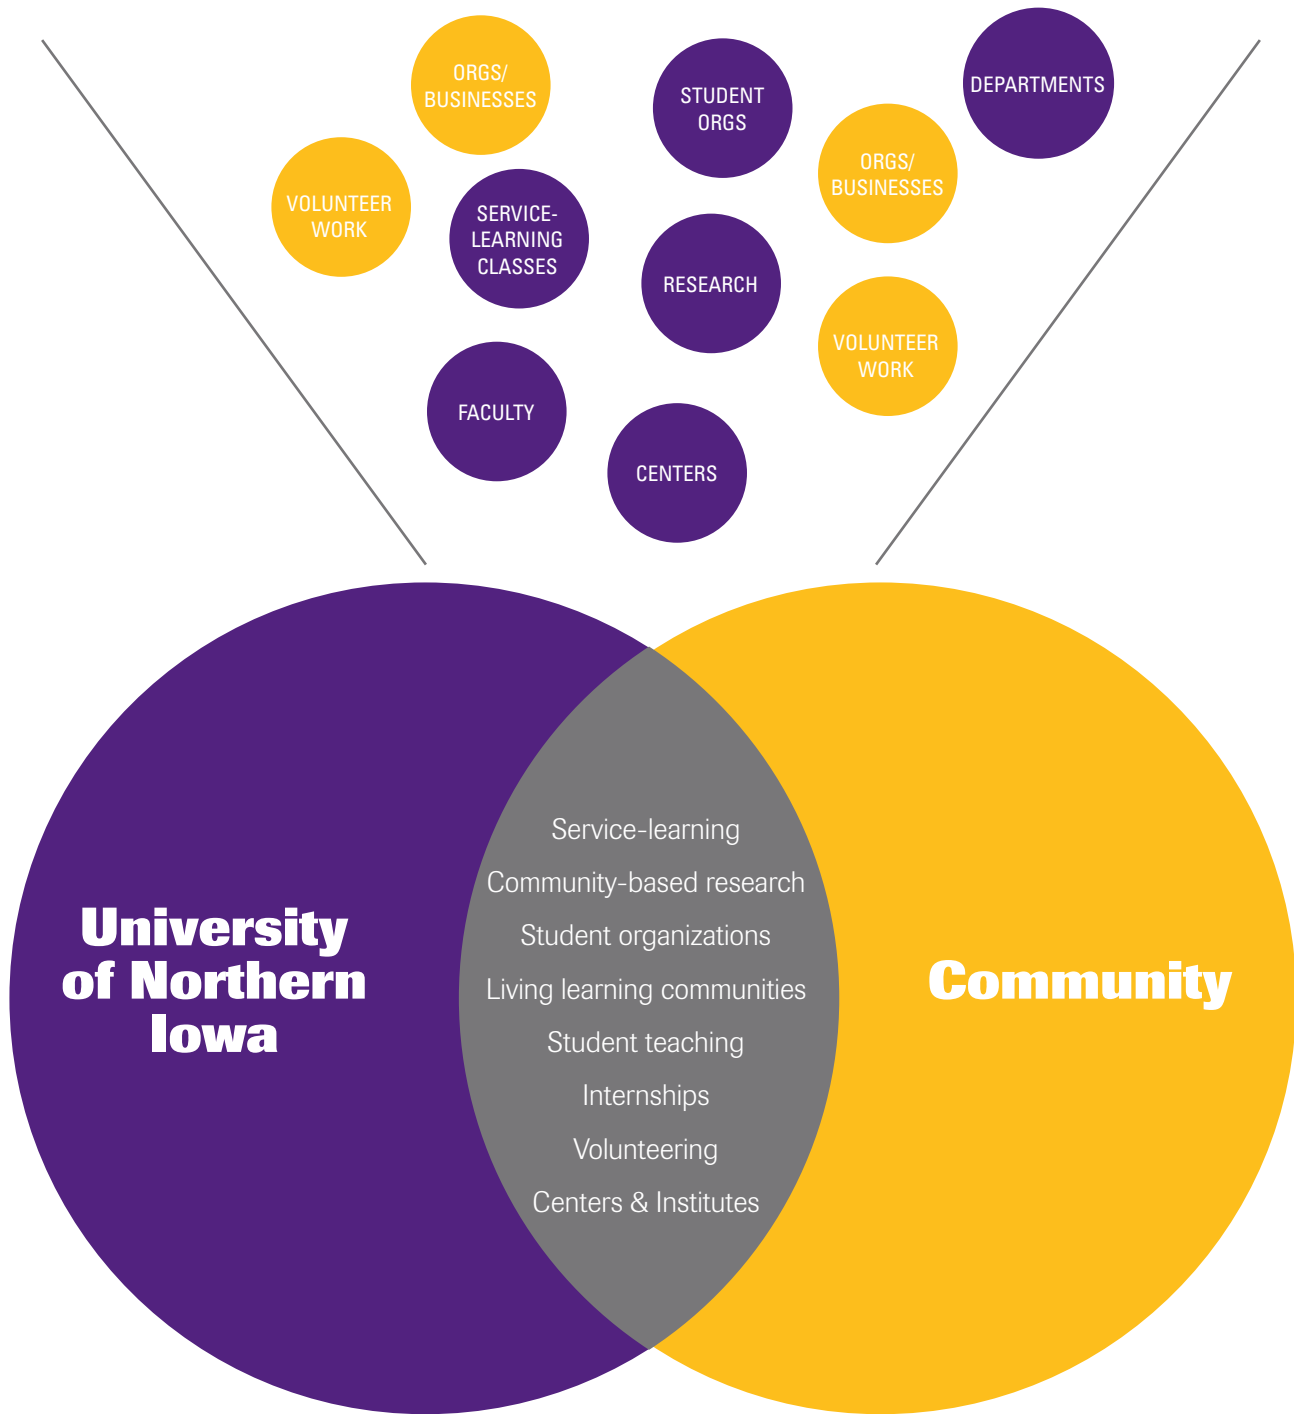 ORGS/
BUSINESSES
STUDENT
ORGS
DEPARTMENTS
VOLUNTEER
WORK
SERVICE-
LEARNING
CLASSES
ORGS/
BUSINESSES
RESEARCH
VOLUNTEER
WORK
FACULTY
CENTERS
University
of Northern
Iowa
Service-learning
Community-based research
Student organizations
Living learning communities
Student teaching
Internships
Volunteering
Centers & Institutes
Community